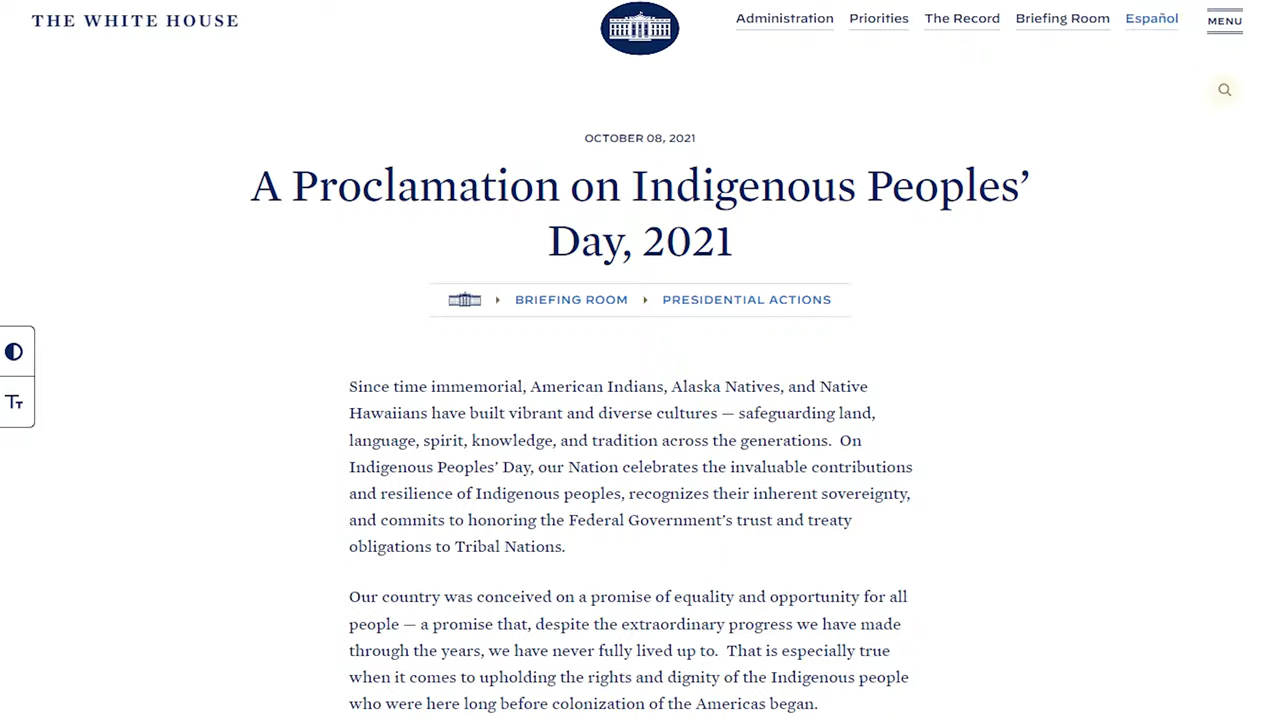 THE WHITE HOUSE
Administration Priorities The Record Briefing Room Español MENU
OCTOBER 08, 2021
A Proclamation on Indigenous Peoples’
Day, 2021
BRIEFING ROOM PRESIDENTIAL ACTIONS
Tт
Since time immemorial, American Indians, Alaska Natives, and Native
Hawaiians have built vibrant and diverse cultures — safeguarding land,
language, spirit, knowledge, and tradition across the generations.  On
Indigenous Peoples’ Day, our Nation celebrates the invaluable contributions
and resilience of Indigenous peoples, recognizes their inherent sovereignty,
and commits to honoring the Federal Government’s trust and treaty
obligations to Tribal Nations.
Our country was conceived on a promise of equality and opportunity for all
people — a promise that, despite the extraordinary progress we have made
through the years, we have never fully lived up to.  That is especially true
when it comes to upholding the rights and dignity of the Indigenous people
who were here long before colonization of the Americas began.